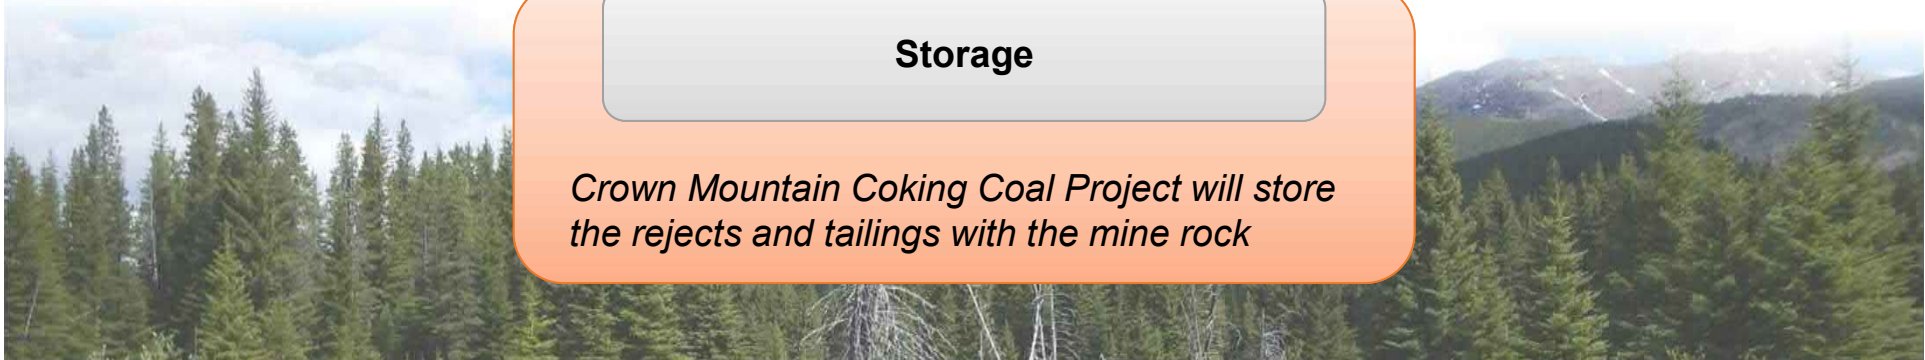 Storage
Crown Mountain Coking Coal Project will store
the rejects and tailings with the mine rock